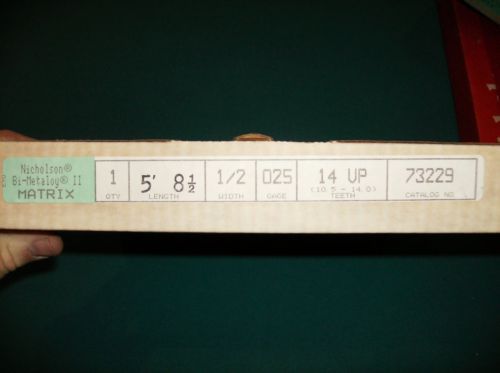 Nicholson®
Bi-Metaloy® II
MATRIX
1
QTY
5' 8½
LENGTH
1/2
WIDTH
025
GAGE
14 VP
(10.5 - 14.0)
TEETH
73229
CATALOG NO